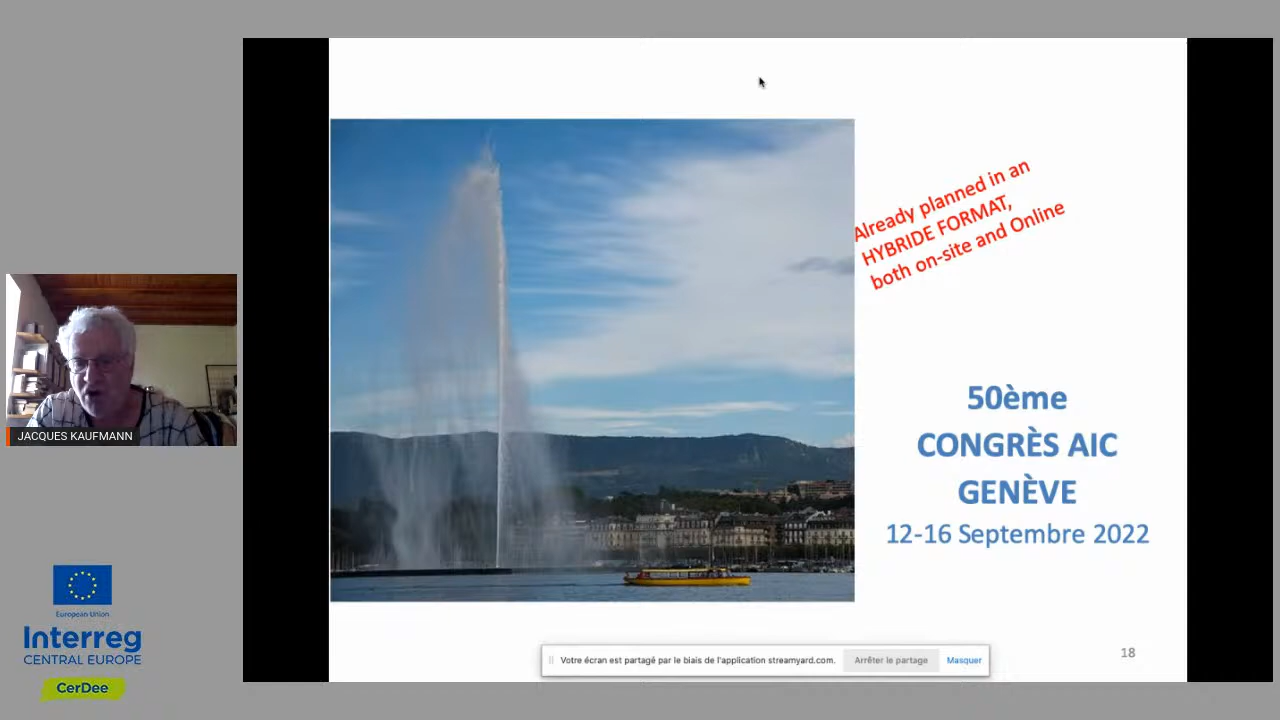 Already planned in an
HYBRIDE FORMAT,
both on-site and Online
50ème
CONGRÈS AIC
GENÈVE
12-16 Septembre 2022
JACQUES KAUFMANN
European Union
Interreg
CENTRAL EUROPE
CerDee
Votre écran est partagé par le biais de l'application streamyard.com. Arrêter le partage Masquer
18